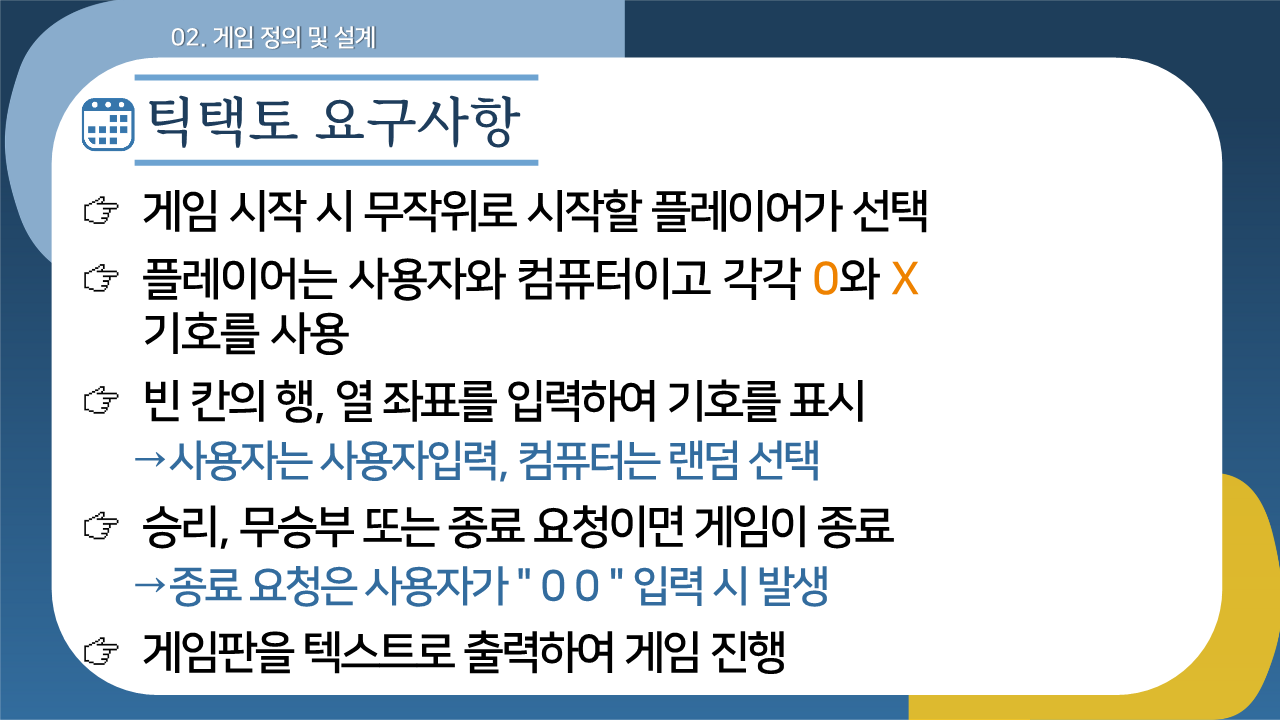 02. 게임 정의 및 설계
틱택토 요구사항
☞ 게임 시작 시 무작위로 시작할 플레이어가 선택
☞ 플레이어는 사용자와 컴퓨터이고 각각 O와 X
기호를 사용
☞ 빈 칸의 행, 열 좌표를 입력하여 기호를 표시
→사용자는 사용자입력, 컴퓨터는 랜덤 선택
☞ 승리, 무승부 또는 종료 요청이면 게임이 종료
→종료 요청은 사용자가 " 0 0 " 입력 시 발생
☞ 게임판을 텍스트로 출력하여 게임 진행